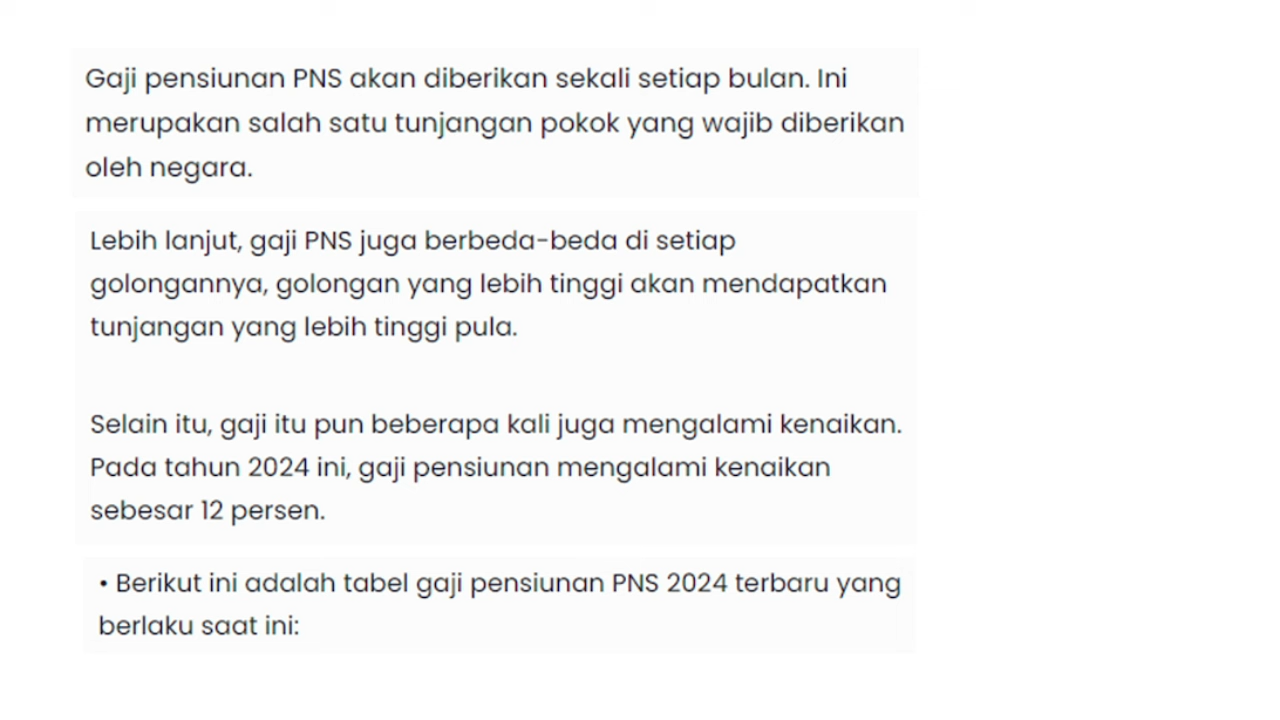 Gaji pensiunan PNS akan diberikan sekali setiap bulan. Ini
merupakan salah satu tunjangan pokok yang wajib diberikan
oleh negara.
Lebih lanjut, gaji PNS juga berbeda-beda di setiap
golongannya, golongan yang lebih tinggi akan mendapatkan
tunjangan yang lebih tinggi pula.
Selain itu, gaji itu pun beberapa kali juga mengalami kenaikan.
Pada tahun 2024 ini, gaji pensiunan mengalami kenaikan
sebesar 12 persen.
• Berikut ini adalah tabel gaji pensiunan PNS 2024 terbaru yang
berlaku saat ini: